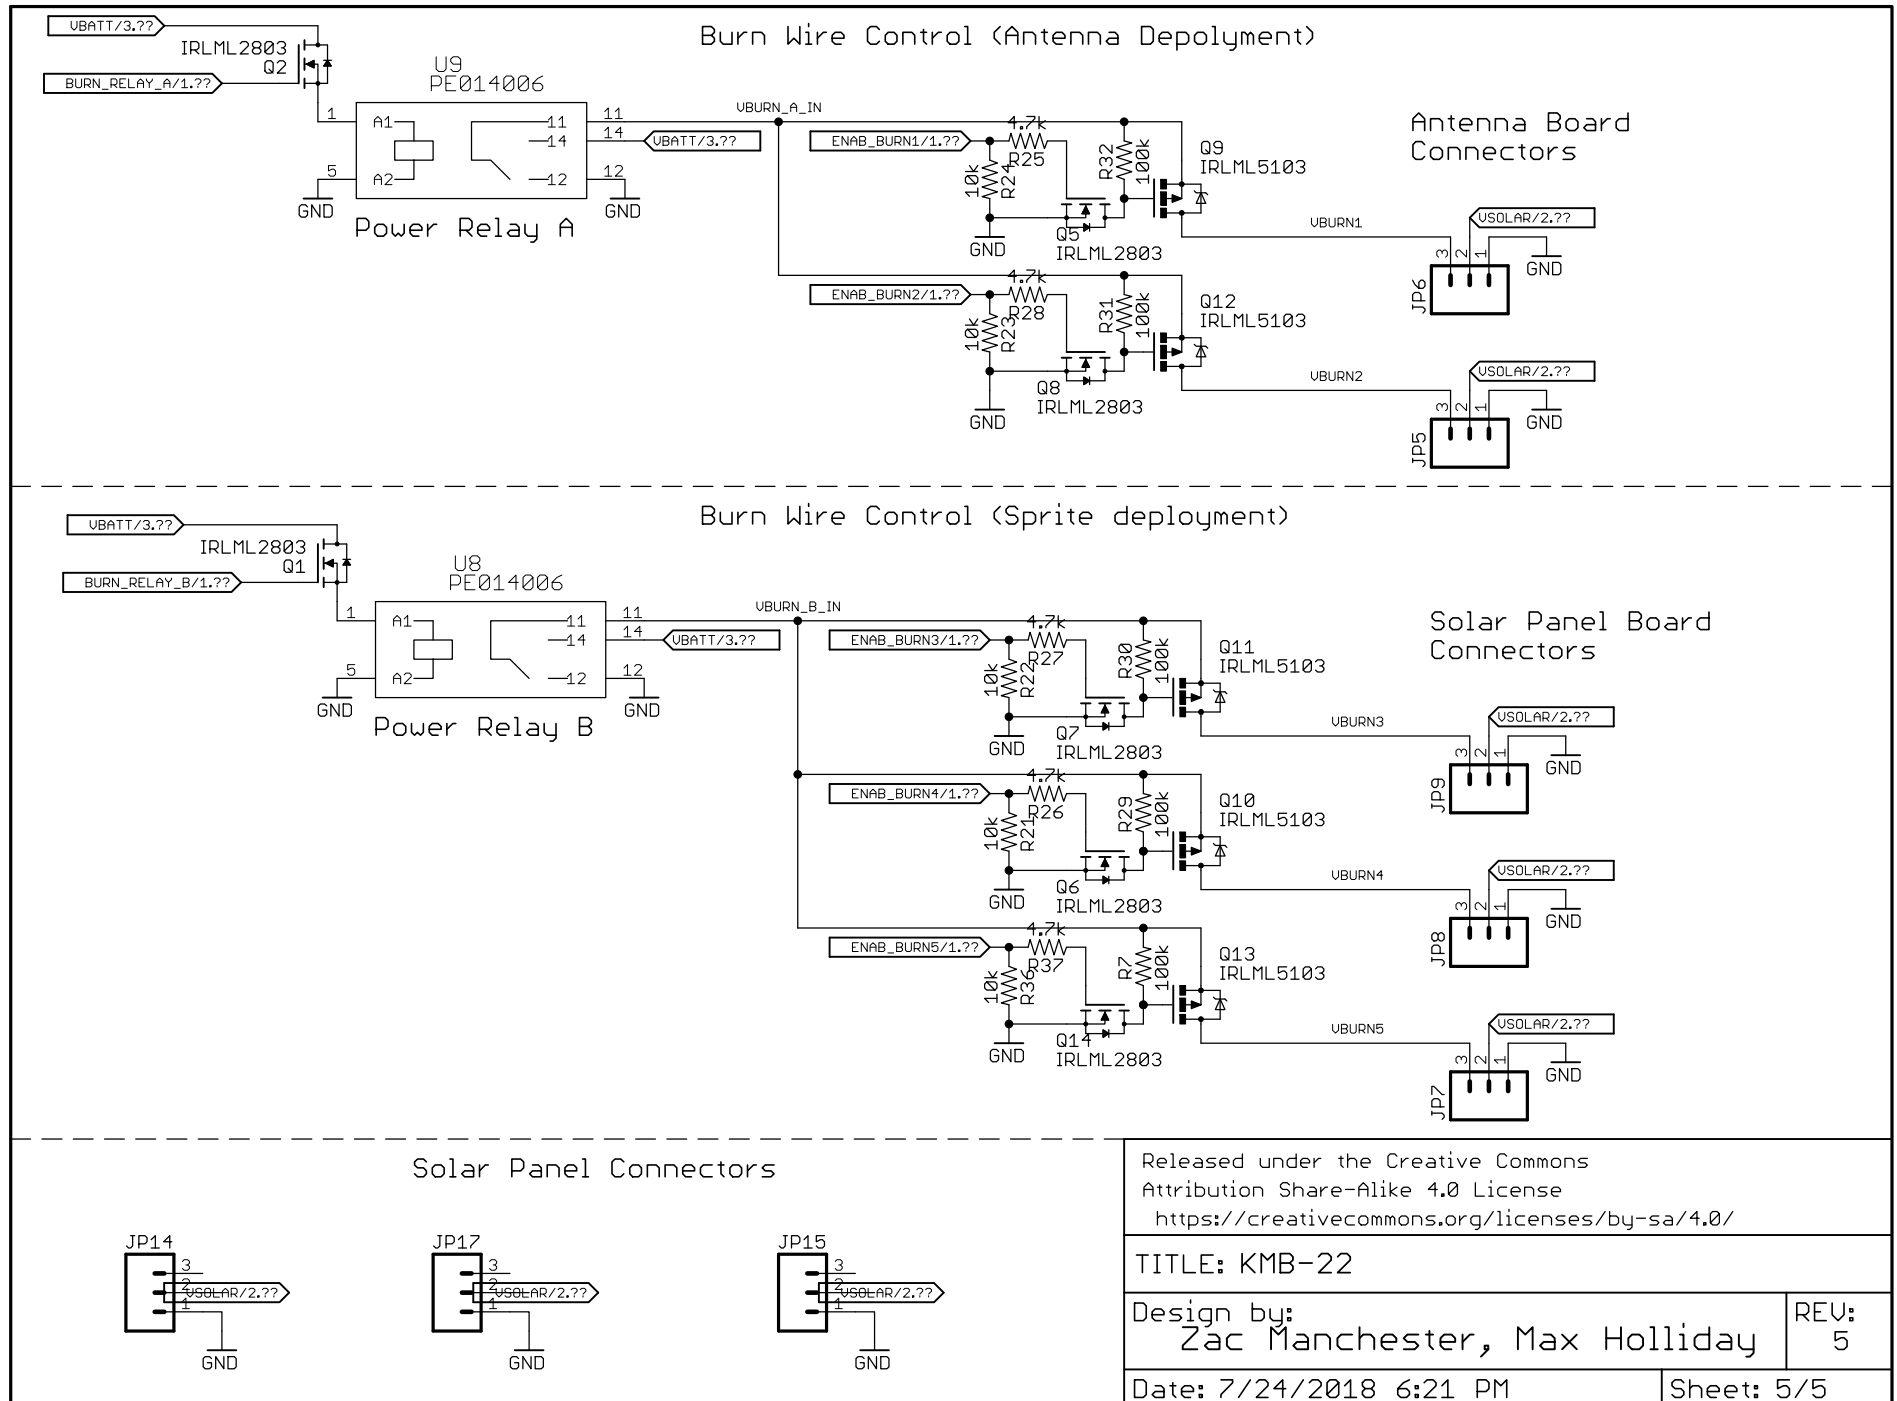 Burn Wire Control (Antenna Depolyment)
VBATT/3.??
IRLML2803
Q2
BURN_RELAY_A/1.??
U9
PE014006
1
A1
11
11
14
14
VBATT/3.??
5
A2
12
12
GND
GND
Power Relay A
VBURN_A_IN
ENAB_BURN1/1.??
4.7k
R25
10k
R24
GND
Q5
IRLML2803
R32
100k
Q9
IRLML5103
VBURN1
Antenna Board
Connectors
VSOLAR/2.??
3
2
1
GND
JP6
ENAB_BURN2/1.??
4.7k
R28
10k
R23
GND
Q8
IRLML2803
R31
100k
Q12
IRLML5103
VBURN2
VSOLAR/2.??
3
2
1
GND
JP5
Burn Wire Control (Sprite deployment)
VBATT/3.??
IRLML2803
Q1
BURN_RELAY_B/1.??
U8
PE014006
1
A1
11
11
14
14
VBATT/3.??
5
A2
12
12
GND
GND
Power Relay B
VBURN_B_IN
ENAB_BURN3/1.??
4.7k
R27
10k
R22
GND
Q7
IRLML2803
R30
100k
Q11
IRLML5103
VBURN3
Solar Panel Board
Connectors
VSOLAR/2.??
3
2
1
GND
JP9
ENAB_BURN4/1.??
4.7k
R26
10k
R21
GND
Q6
IRLML2803
R29
100k
Q10
IRLML5103
VBURN4
VSOLAR/2.??
3
2
1
GND
JP8
ENAB_BURN5/1.??
4.7k
R37
10k
R36
GND
Q14
IRLML2803
R7
100k
Q13
IRLML5103
VBURN5
VSOLAR/2.??
3
2
1
GND
JP7
Solar Panel Connectors
JP14
3
2
VSOLAR/2.??
1
GND
JP17
3
2
VSOLAR/2.??
1
GND
JP15
3
2
VSOLAR/2.??
1
GND
Released under the Creative Commons
Attribution Share-Alike 4.0 License
https://creativecommons.org/licenses/by-sa/4.0/
TITLE: KMB-22
Design by:
Zac Manchester, Max Holliday
REV:
5
Date: 7/24/2018 6:21 PM
Sheet: 5/5